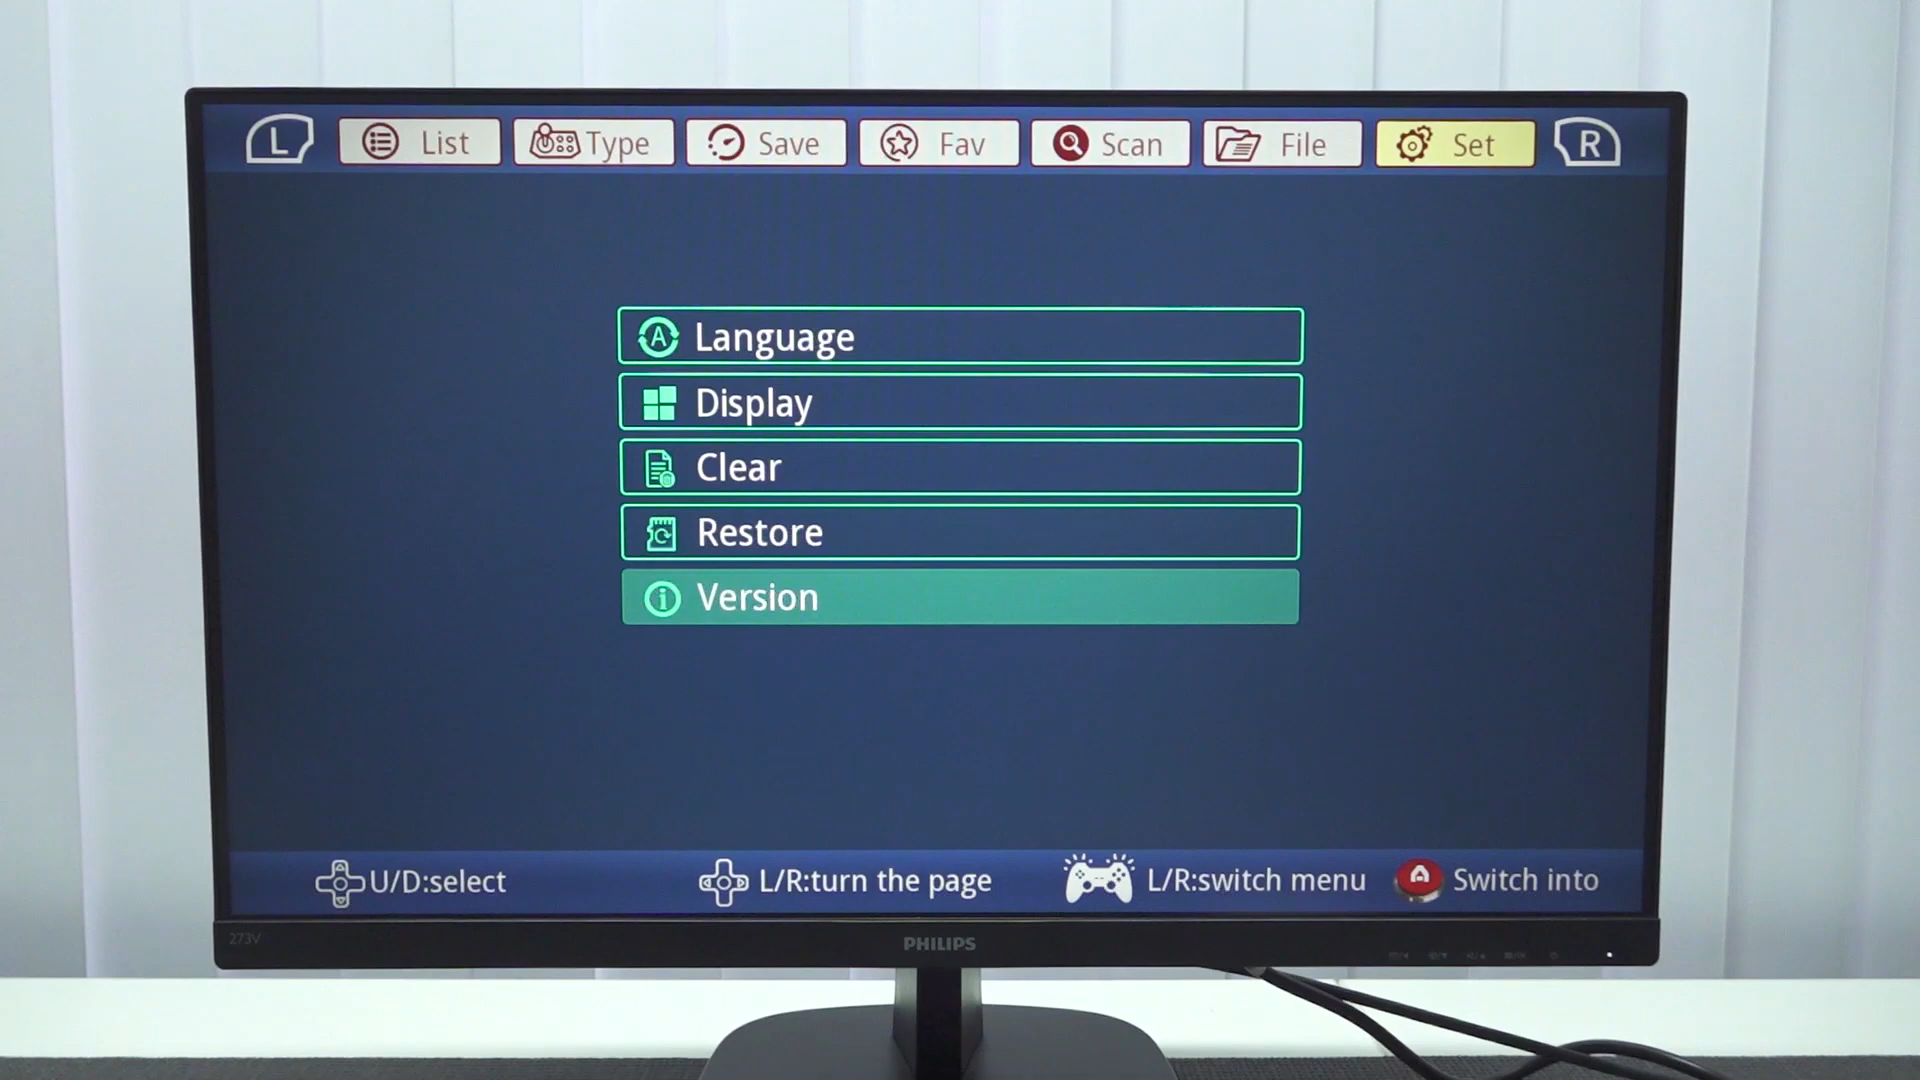 L List Type Save Fav Scan File Set R
A Language
Display
Clear
Restore
i Version
U/D:select L/R:turn the page L/R:switch menu A Switch into
273V PHILIPS